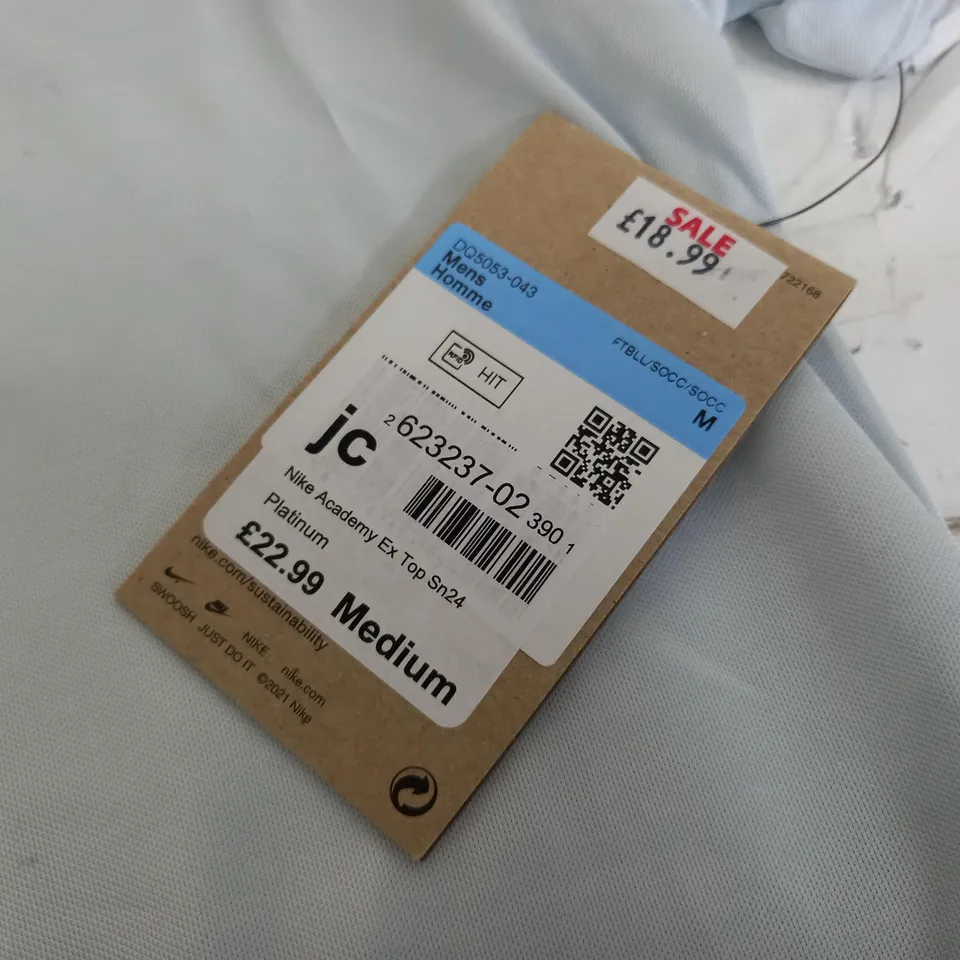 SALE
£18.99
722168
DQ5053-043
Mens
Homme
FTBLL/SOCC/SOCC
M
RFID
HIT
jc
2 623237-02 390 1
Nike Academy Ex Top Sn24
Platinum
£22.99 Medium
nike.com/sustainability
NIKE nike.com
SWOOSH JUST DO IT ©2021 Nike